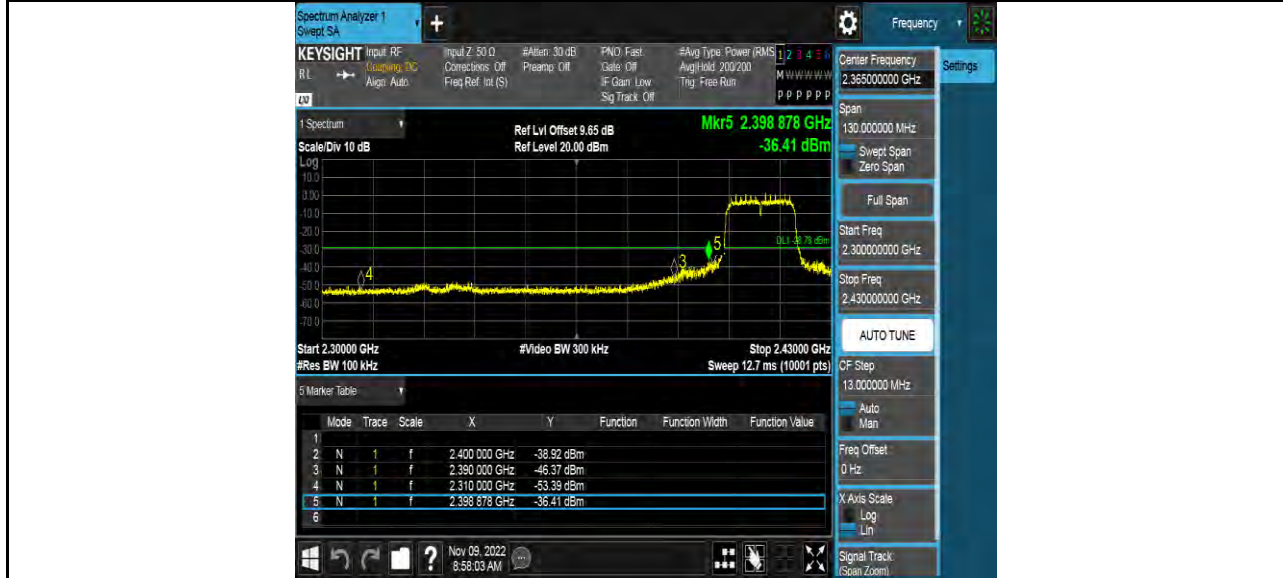 Spectrum Analyzer 1
Swept SA
+
Frequency
KEYSIGHT
Input: RF
Coupling: DC
Align: Auto
RL
Input Z: 50 Ω
Corrections: Off
Freq Ref: Int (S)
#Atten: 30 dB
Preamp: Off
PNO: Fast
Gate: Off
IF Gain: Low
Sig Track: Off
#Avg Type: Power (RMS
Avg|Hold: 200/200
Trig: Free Run
1 2 3 4 5 6
M W W W W W
P P P P P P
1 Spectrum
Scale/Div 10 dB
Ref Lvl Offset 9.65 dB
Ref Level 20.00 dBm
Mkr5 2.398 878 GHz
-36.41 dBm
Log
10.0
0.00
-10.0
-20.0
-30.0
-40.0
-50.0
-60.0
-70.0
4
3
5
Start 2.30000 GHz
#Res BW 100 kHz
#Video BW 300 kHz
Stop 2.43000 GHz
Sweep 12.7 ms (10001 pts)
5 Marker Table
Mode Trace Scale X Y Function Function Width Function Value
1
2 N 1 f 2.400 000 GHz -38.92 dBm
3 N 1 f 2.390 000 GHz -46.37 dBm
4 N 1 f 2.310 000 GHz -53.39 dBm
5 N 1 f 2.398 878 GHz -36.41 dBm
6
?
Nov 09, 2022
8:58:03 AM
Center Frequency
2.365000000 GHz
Settings
Span
130.000000 MHz
Swept Span
Zero Span
Full Span
Start Freq
2.300000000 GHz
Stop Freq
2.430000000 GHz
AUTO TUNE
CF Step
13.000000 MHz
Auto
Man
Freq Offset
0 Hz
X Axis Scale
Log
Lin
Signal Track
(Span Zoom)